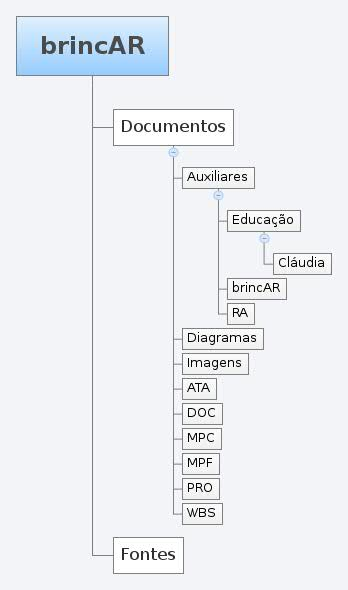 brincAR
Documentos
Auxiliares
Educação
Cláudia
brincAR
RA
Diagramas
Imagens
ATA
DOC
MPC
MPF
PRO
WBS
Fontes